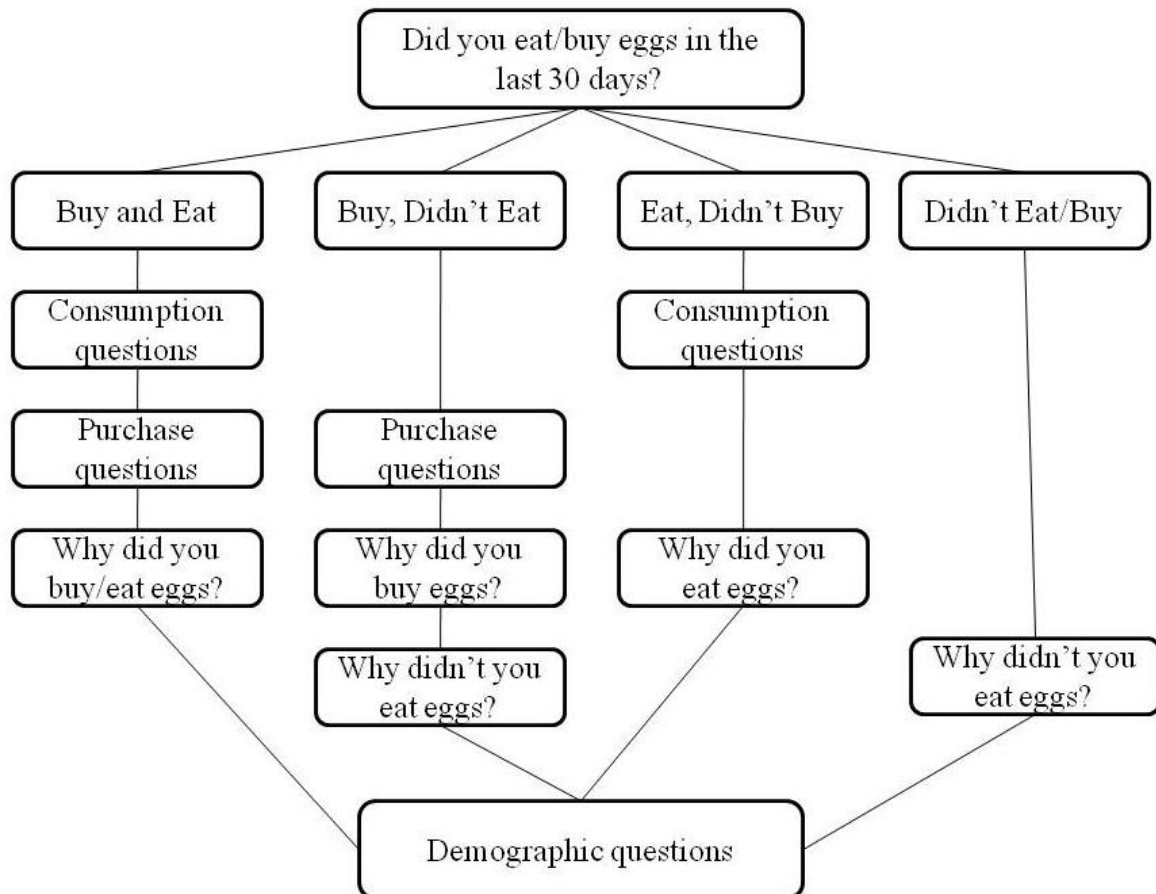 Did you eat/buy eggs in the
last 30 days?
Buy and Eat
Buy, Didn’t Eat
Eat, Didn’t Buy
Didn’t Eat/Buy
Consumption
questions
Consumption
questions
Purchase
questions
Purchase
questions
Why did you
buy/eat eggs?
Why did you
buy eggs?
Why did you
eat eggs?
Why didn’t you
eat eggs?
Why didn’t you
eat eggs?
Demographic questions